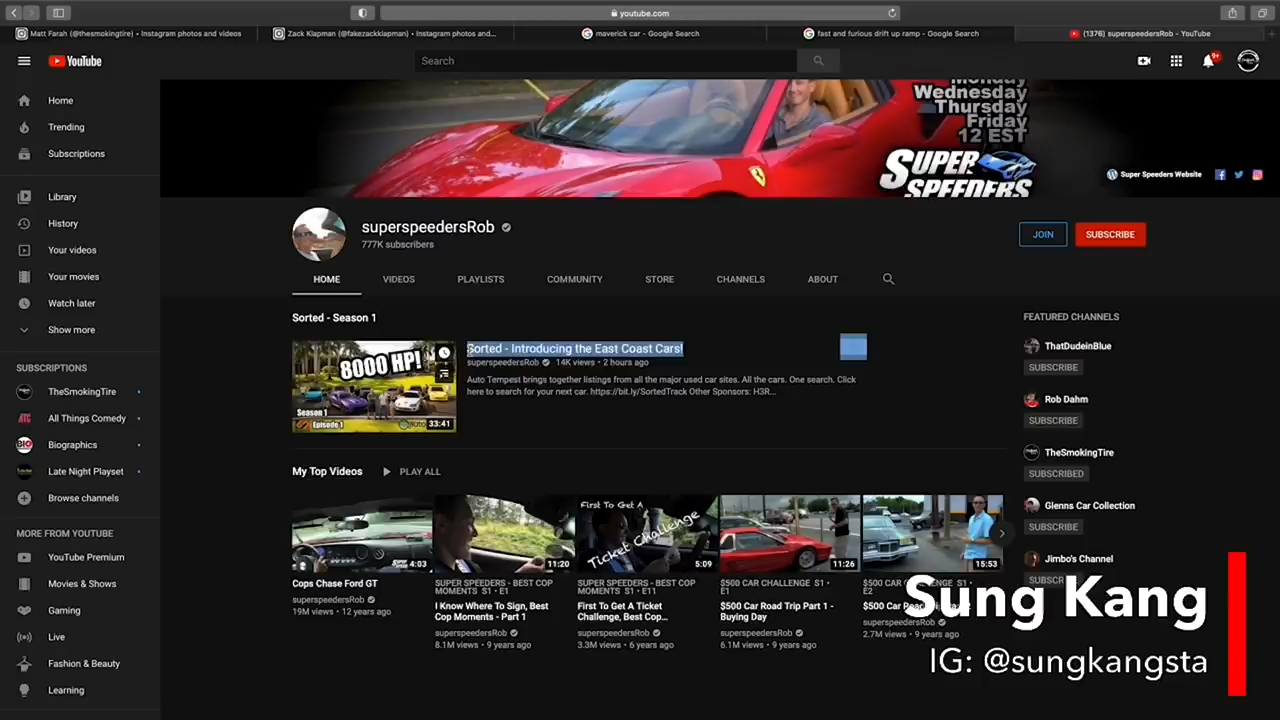 youtube.com
Matt Farah (@thesmokingtire) • Instagram photos and videos
Zack Klapman (@fakezackklapman) • Instagram photos and...
maverick car - Google Search
fast and furious drift up ramp - Google Search
(1376) superspeedersRob - YouTube
YouTube
Search
9+
Home
Trending
Subscriptions
Library
History
Your videos
Your movies
Watch later
Show more
SUBSCRIPTIONS
TheSmokingTire
All Things Comedy
BIO
Biographics
Late Night Playset
Browse channels
MORE FROM YOUTUBE
YouTube Premium
Movies & Shows
Gaming
Live
Fashion & Beauty
Learning
Monday
Wednesday
Thursday
Friday
12 EST
SUPER
SPEEDERS
Super Speeders Website
superspeedersRob
777K subscribers
JOIN
SUBSCRIBE
HOME
VIDEOS
PLAYLISTS
COMMUNITY
STORE
CHANNELS
ABOUT
Sorted - Season 1
8000 HP!
Season 1
Episode 1
33:41
Sorted - Introducing the East Coast Cars!
superspeedersRob 14K views • 2 hours ago
Auto Tempest brings together listings from all the major used car sites. All the cars. One search. Click
here to search for your next car. https://bit.ly/SortedTrack Other Sponsors: H3R...
My Top Videos
PLAY ALL
4:03
Cops Chase Ford GT
superspeedersRob
19M views • 12 years ago
11:20
SUPER SPEEDERS - BEST COP
MOMENTS S1 • E1
I Know Where To Sign, Best
Cop Moments - Part 1
superspeedersRob
8.1M views • 9 years ago
First To Get A
Ticket Challenge
5:09
SUPER SPEEDERS - BEST COP
MOMENTS S1 • E11
First To Get A Ticket
Challenge, Best Cop...
superspeedersRob
3.3M views • 6 years ago
11:26
$500 CAR CHALLENGE S1 •
E1
$500 Car Road Trip Part 1 -
Buying Day
superspeedersRob
6.1M views • 9 years ago
15:53
$500 CAR CHALLENGE S1 •
E2
$500 Car
superspeedersRob
2.7M views • 9 years ago
FEATURED CHANNELS
ThatDudeinBlue
SUBSCRIBE
Rob Dahm
SUBSCRIBE
TheSmokingTire
SUBSCRIBED
Glenns Car Collection
SUBSCRIBE
Jimbo's Channel
Sung Kang
IG: @sungkangsta